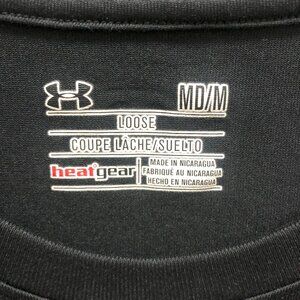 MD/M
LOOSE
COUPE LÂCHE/SUELTO
heatgear
MADE IN NICARAGUA
FABRIQUÉ AU NICARAGUA
HECHO EN NICARAGUA